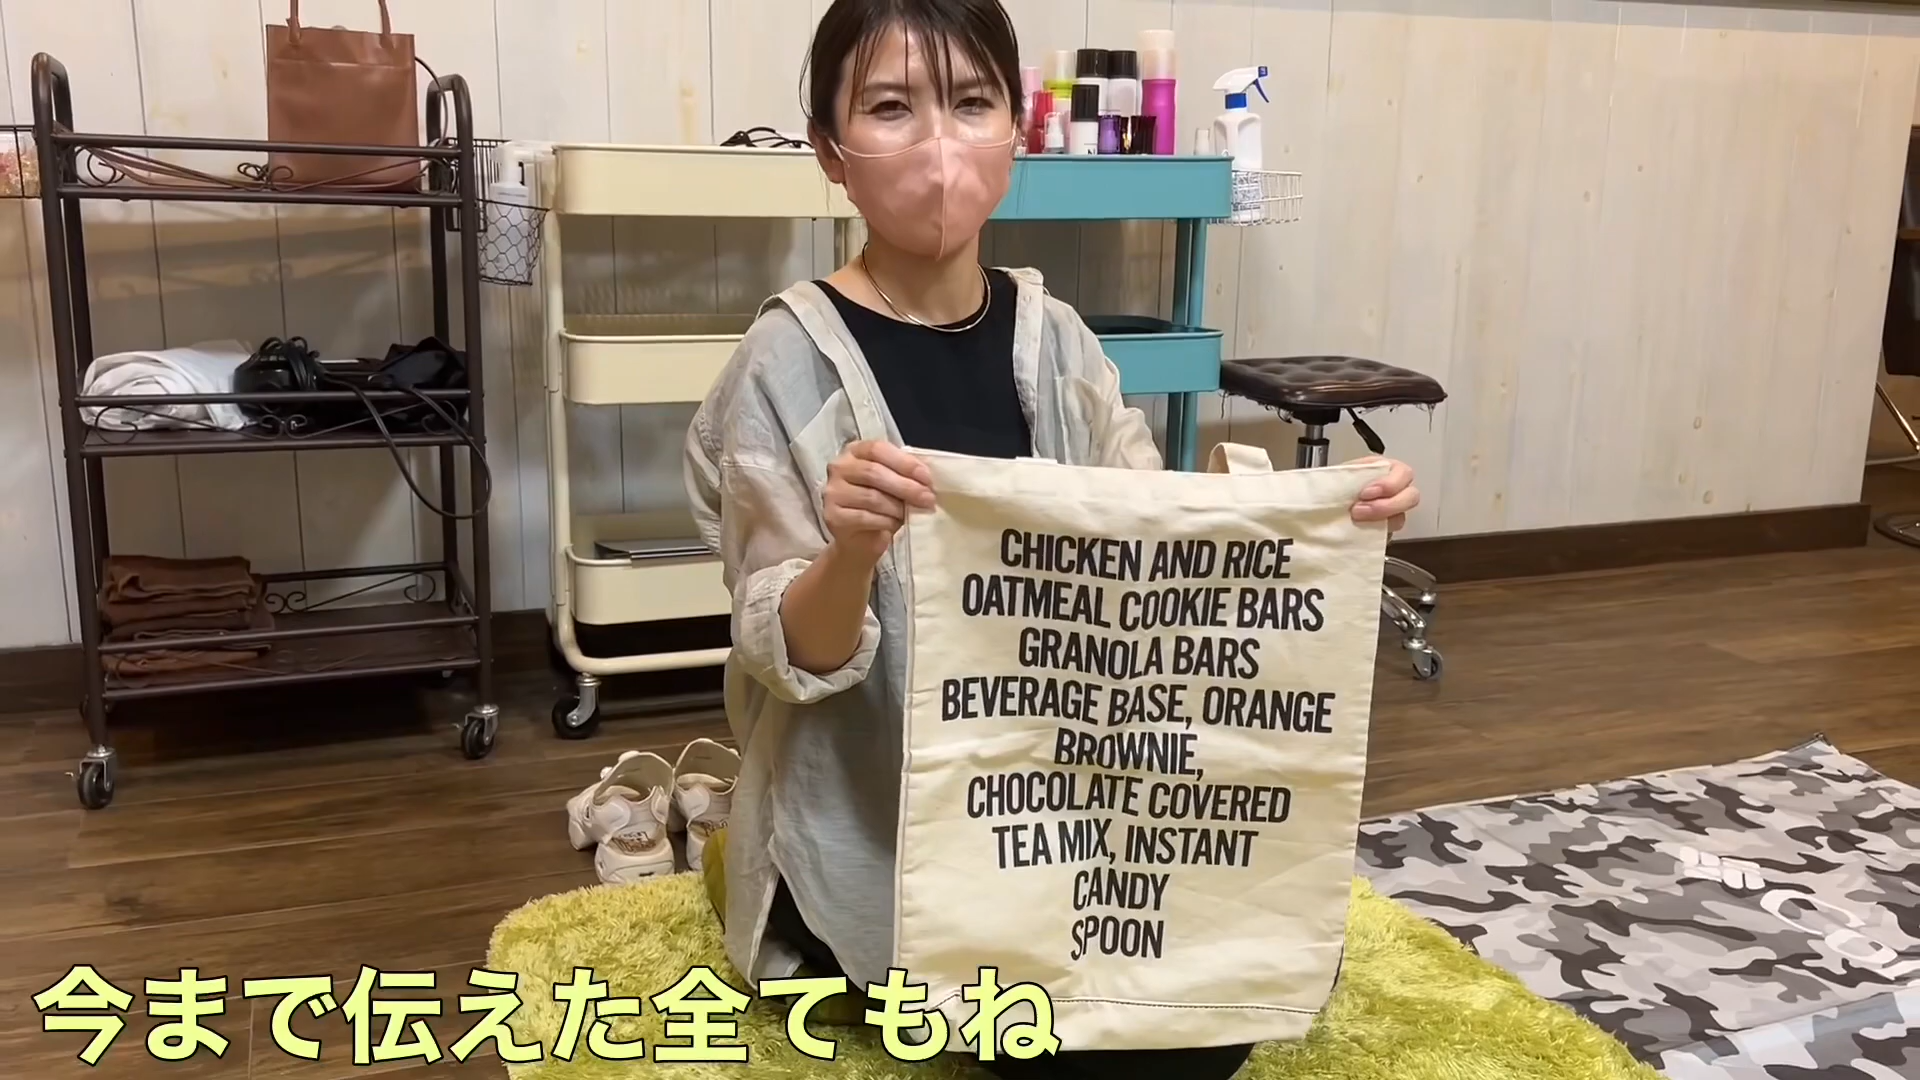 CHICKEN AND RICE
OATMEAL COOKIE BARS
GRANOLA BARS
BEVERAGE BASE, ORANGE
BROWNIE,
CHOCOLATE COVERED
TEA MIX, INSTANT
CANDY
SPOON
今まで伝えた全てもね